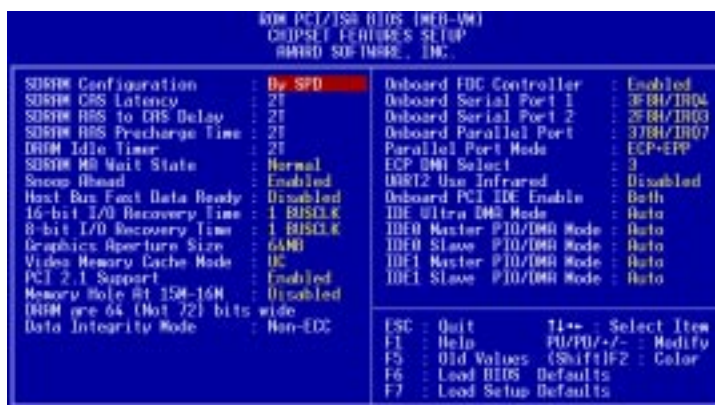 ROM PCI/ISA BIOS (MEB-VM)
CHIPSET FEATURES SETUP
AWARD SOFTWARE, INC.
SDRAM Configuration : By SPD
SDRAM CAS Latency : 2T
SDRAM RAS to CAS Delay : 2T
SDRAM RAS Precharge Time : 2T
DRAM Idle Timer : 2T
SDRAM MA Wait State : Normal
Snoop Ahead : Enabled
Host Bus Fast Data Ready : Disabled
16-bit I/O Recovery Time : 1 BUSCLK
8-bit I/O Recovery Time : 1 BUSCLK
Graphics Aperture Size : 64MB
Video Memory Cache Mode : UC
PCI 2.1 Support : Enabled
Memory Hole At 15M-16M : Disabled
DRAM are 64 (Not 72) bits wide
Data Integrity Mode : Non-ECC
Onboard FDC Controller : Enabled
Onboard Serial Port 1 : 3F8H/IRQ4
Onboard Serial Port 2 : 2F8H/IRQ3
Onboard Parallel Port : 378H/IRQ7
Parallel Port Mode : ECP+EPP
ECP DMA Select : 3
UART2 Use Infrared : Disabled
Onboard PCI IDE Enable : Both
IDE Ultra DMA Mode : Auto
IDE0 Master PIO/DMA Mode : Auto
IDE0 Slave PIO/DMA Mode : Auto
IDE1 Master PIO/DMA Mode : Auto
IDE1 Slave PIO/DMA Mode : Auto
ESC : Quit ↑↓→← : Select Item
F1 : Help PU/PD/+/- : Modify
F5 : Old Values (Shift)F2 : Color
F6 : Load BIOS Defaults
F7 : Load Setup Defaults